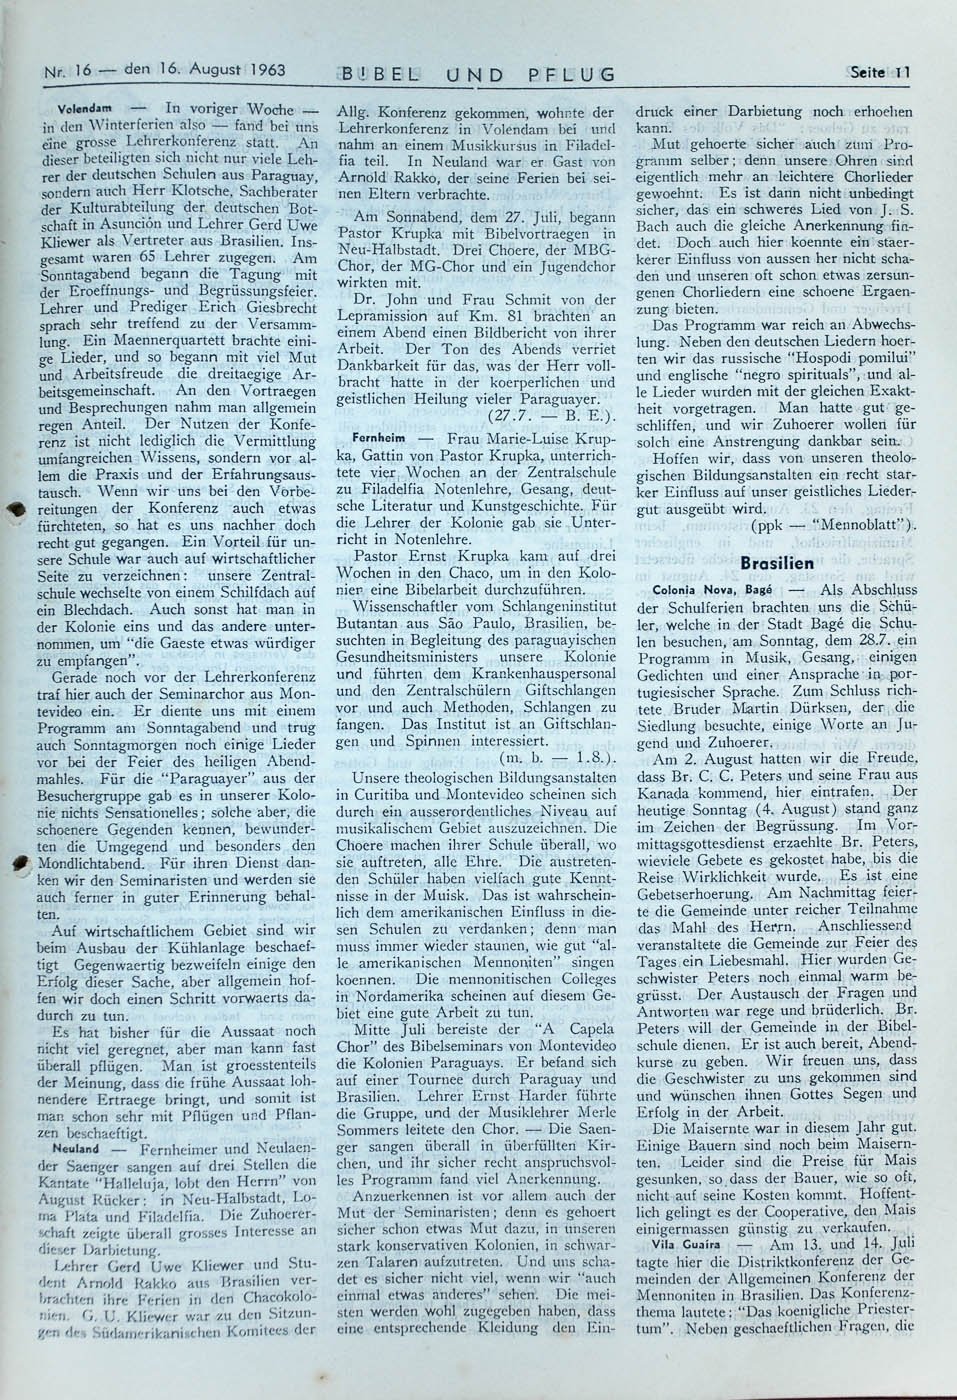 Nr. 16 — den 16. August 1963 BIBEL UND PFLUG Seite 11
Volendam — In voriger Woche —
in den Winterferien also — fand bei uns
eine grosse Lehrerkonferenz statt. An
dieser beteiligten sich nicht nur viele Leh-
rer der deutschen Schulen aus Paraguay,
sondern auch Herr Klotsche, Sachberater
der Kulturabteilung der deutschen Bot-
schaft in Asunción und Lehrer Gerd Uwe
Kliewer als Vertreter aus Brasilien. Ins-
gesamt waren 65 Lehrer zugegen. Am
Sonntagabend begann die Tagung mit
der Eroeffnungs- und Begrüssungsfeier.
Lehrer und Prediger Erich Giesbrecht
sprach sehr treffend zu der Versamm-
lung. Ein Maennerquartett brachte eini-
ge Lieder, und so begann mit viel Mut
und Arbeitsfreude die dreitaegige Ar-
beitsgemeinschaft. An den Vortraegen
und Besprechungen nahm man allgemein
regen Anteil. Der Nutzen der Konfe-
renz ist nicht lediglich die Vermittlung
umfangreichen Wissens, sondern vor al-
lem die Praxis und der Erfahrungsaus-
tausch. Wenn wir uns bei den Vorbe-
reitungen der Konferenz auch etwas
fürchteten, so hat es uns nachher doch
recht gut gegangen. Ein Vorteil für un-
sere Schule war auch auf wirtschaftlicher
Seite zu verzeichnen: unsere Zentral-
schule wechselte von einem Schilfdach auf
ein Blechdach. Auch sonst hat man in
der Kolonie eins und das andere unter-
nommen, um "die Gaeste etwas würdiger
zu empfangen".
Gerade noch vor der Lehrerkonferenz
traf hier auch der Seminarchor aus Mon-
tevideo ein. Er diente uns mit einem
Programm am Sonntagabend und trug
auch Sonntagmorgen noch einige Lieder
vor bei der Feier des heiligen Abend-
mahles. Für die "Paraguayer" aus der
Besuchergruppe gab es in unserer Kolo-
nie nichts Sensationelles; solche aber, die
schoenere Gegenden kennen, bewunder-
ten die Umgegend und besonders den
Mondlichtabend. Für ihren Dienst dan-
ken wir den Seminaristen und werden sie
auch ferner in guter Erinnerung behal-
ten.
Auf wirtschaftlichem Gebiet sind wir
beim Ausbau der Kühlanlage beschaef-
tigt Gegenwaertig bezweifeln einige den
Erfolg dieser Sache, aber allgemein hof-
fen wir doch einen Schritt vorwaerts da-
durch zu tun.
Es hat bisher für die Aussaat noch
nicht viel geregnet, aber man kann fast
überall pflügen. Man ist groesstenteils
der Meinung, dass die frühe Aussaat loh-
nendere Ertraege bringt, und somit ist
man schon sehr mit Pflügen und Pflan-
zen beschaeftigt.
Neuland — Fernheimer und Neulaen-
der Saenger sangen auf drei Stellen die
Kantate "Halleluja, lobt den Herrn" von
August Rücker: in Neu-Halbstadt, Lo-
ma Plata und Filadelfia. Die Zuhoerer-
schaft zeigte überall grosses Interesse an
dieser Darbietung.
Lehrer Gerd Uwe Kliewer und Stu-
dent Arnold Rakko aus Brasilien ver-
brachten ihre Ferien in den Chacokolo-
nien. G. U. Kliewer war zu den Sitzun-
gen des Südamerikanischen Komitees der
Allg. Konferenz gekommen, wohnte der
Lehrerkonferenz in Volendam bei und
nahm an einem Musikkursus in Filadel-
fia teil. In Neuland war er Gast von
Arnold Rakko, der seine Ferien bei sei-
nen Eltern verbrachte.
Am Sonnabend, dem 27. Juli, begann
Pastor Krupka mit Bibelvortraegen in
Neu-Halbstadt. Drei Choere, der MBG-
Chor, der MG-Chor und ein Jugendchor
wirkten mit.
Dr. John und Frau Schmit von der
Lepramission auf Km. 81 brachten an
einem Abend einen Bildbericht von ihrer
Arbeit. Der Ton des Abends verriet
Dankbarkeit für das, was der Herr voll-
bracht hatte in der koerperlichen und
geistlichen Heilung vieler Paraguayer.
(27.7. — B. E.).
Fernheim — Frau Marie-Luise Krup-
ka, Gattin von Pastor Krupka, unterrich-
tete vier Wochen an der Zentralschule
zu Filadelfia Notenlehre, Gesang, deut-
sche Literatur und Kunstgeschichte. Für
die Lehrer der Kolonie gab sie Unter-
richt in Notenlehre.
Pastor Ernst Krupka kam auf drei
Wochen in den Chaco, um in den Kolo-
nier eine Bibelarbeit durchzuführen.
Wissenschaftler vom Schlangeninstitut
Butantan aus São Paulo, Brasilien, be-
suchten in Begleitung des paraguayischen
Gesundheitsministers unsere Kolonie
und führten dem Krankenhauspersonal
und den Zentralschülern Giftschlangen
vor und auch Methoden, Schlangen zu
fangen. Das Institut ist an Giftschlan-
gen und Spinnen interessiert.
(m. b. — 1.8.).
Unsere theologischen Bildungsanstalten
in Curitiba und Montevideo scheinen sich
durch ein ausserordentliches Niveau auf
musikalischem Gebiet auszuzeichnen. Die
Choere machen ihrer Schule überall, wo
sie auftreten, alle Ehre. Die austreten-
den Schüler haben vielfach gute Kennt-
nisse in der Muisk. Das ist wahrschein-
lich dem amerikanischen Einfluss in die-
sen Schulen zu verdanken; denn man
muss immer wieder staunen, wie gut "al-
le amerikanischen Mennoniten" singen
koennen. Die mennonitischen Colleges
in Nordamerika scheinen auf diesem Ge-
biet eine gute Arbeit zu tun.
Mitte Juli bereiste der "A Capela
Chor" des Bibelseminars von Montevideo
die Kolonien Paraguays. Er befand sich
auf einer Tournee durch Paraguay und
Brasilien. Lehrer Ernst Harder führte
die Gruppe, und der Musiklehrer Merle
Sommers leitete den Chor. — Die Saen-
ger sangen überall in überfüllten Kir-
chen, und ihr sicher recht anspruchsvol-
les Programm fand viel Anerkennung.
Anzuerkennen ist vor allem auch der
Mut der Seministen; denn es gehoert
sicher schon etwas Mut dazu, in unseren
stark konservativen Kolonien, in schwar-
zen Talaren aufzutreten. Und uns scha-
det es sicher nicht viel, wenn wir "auch
einmal etwas anderes" sehen. Die mei-
sten werden wohl zugegeben haben, dass
eine entsprechende Kleidung den Ein-
druck einer Darbietung noch erhoehen
kann.
Mut gehoerte sicher auch zum Pro-
gramm selber; denn unsere Ohren sind
eigentlich mehr an leichtere Chorlieder
gewoehnt. Es ist dann nicht unbedingt
sicher, das ein schweres Lied von J. S.
Bach auch die gleiche Anerkennung fin-
det. Doch auch hier koennte ein staer-
kerer Einfluss von aussen her nicht scha-
den und unseren oft schon etwas zersun-
genen Chorliedern eine schoene Ergaen-
zung bieten.
Das Programm war reich an Abwechs-
lung. Neben den deutschen Liedern hoer-
ten wir das russische "Hospodi pomilui"
und englische "negro spirituals", und al-
le Lieder wurden mit der gleichen Exakt-
heit vorgetragen. Man hatte gut ge-
schliffen, und wir Zuhoerer wollen für
solch eine Anstrengung dankbar sein.
Hoffen wir, dass von unseren theolo-
gischen Bildungsanstalten ein recht star-
ker Einfluss auf unser geistliches Lieder-
gut ausgeübt wird.
(ppk — "Mennoblatt").
Brasilien
Colonia Nova, Bagé — Als Abschluss
der Schulferien brachten uns die Schü-
ler, welche in der Stadt Bagé die Schu-
len besuchen, am Sonntag, dem 28.7. ein
Programm in Musik, Gesang, einigen
Gedichten und einer Ansprache in por-
tugiesischer Sprache. Zum Schluss rich-
tete Bruder Martin Dürksen, der die
Siedlung besuchte, einige Worte an Ju-
gend und Zuhoerer.
Am 2. August hatten wir die Freude,
dass Br. C. C. Peters und seine Frau aus
Kanada kommend, hier eintrafen. Der
heutige Sonntag (4. August) stand ganz
im Zeichen der Begrüssung. Im Vor-
mittagsgottesdienst erzaehlte Br. Peters,
wieviele Gebete es gekostet habe, bis die
Reise Wirklichkeit wurde. Es ist eine
Gebetserhoerung. Am Nachmittag feier-
te die Gemeinde unter reicher Teilnahme
das Mahl des Herrn. Anschliessend
veranstaltete die Gemeinde zur Feier des
Tages ein Liebesmahl. Hier wurden Ge-
schwister Peters noch einmal warm be-
grüsst. Der Austausch der Fragen und
Antworten war rege und brüderlich. Br.
Peters will der Gemeinde in der Bibel-
schule dienen. Er ist auch bereit, Abend-
kurse zu geben. Wir freuen uns, dass
die Geschwister zu uns gekommen sind
und wünschen ihnen Gottes Segen und
Erfolg in der Arbeit.
Die Maisernte war in diesem Jahr gut.
Einige Bauern sind noch beim Maisern-
ten. Leider sind die Preise für Mais
gesunken, so dass der Bauer, wie so oft,
nicht auf seine Kosten kommt. Hoffent-
lich gelingt es der Cooperative, den Mais
einigermassen günstig zu verkaufen.
Vila Guaira — Am 13. und 14. Juli
tagte hier die Distriktkonferenz der Ge-
meinden der Allgemeinen Konferenz der
Mennoniten in Brasilien. Das Konferenz-
thema lautete: "Das koenigliche Priester-
tum". Neben geschaeftlichen Fragen, die